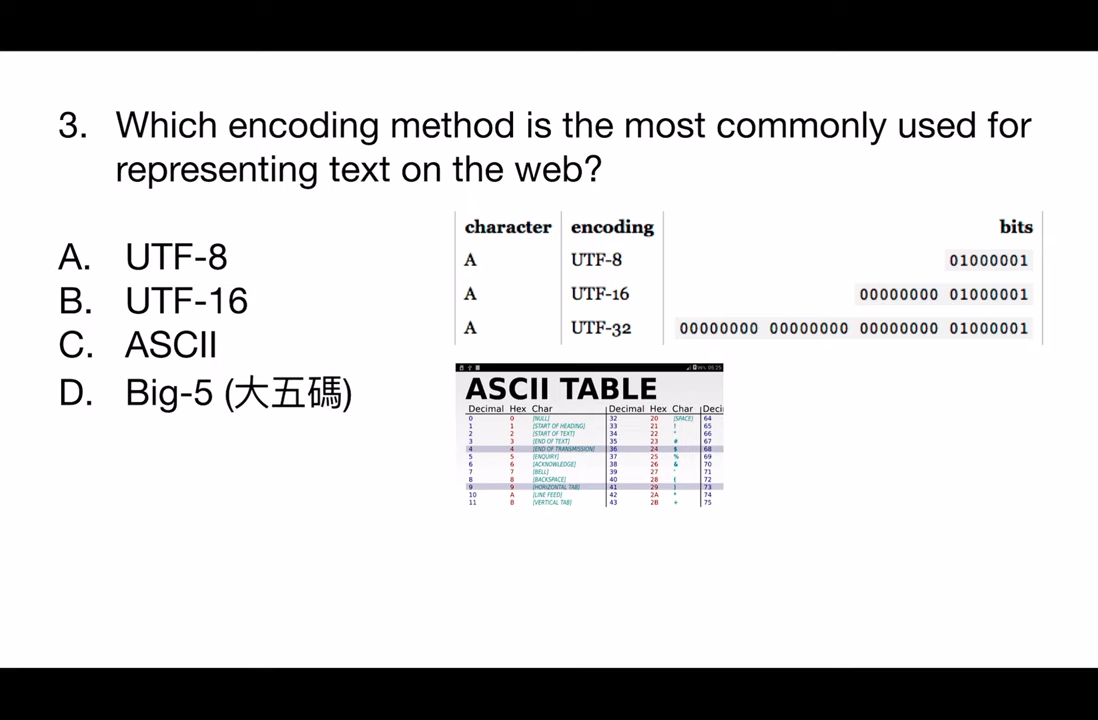 3. Which encoding method is the most commonly used for
representing text on the web?
A. UTF-8
B. UTF-16
C. ASCII
D. Big-5 (大五碼)
character encoding bits
A UTF-8 01000001
A UTF-16 00000000 01000001
A UTF-32 00000000 00000000 00000000 01000001
ASCII TABLE
Decimal Hex Char Decimal Hex Char Deci
0 0 [NULL] 32 20 [SPACE] 64
1 1 [START OF HEADING] 33 21 ! 65
2 2 [START OF TEXT] 34 22 " 66
3 3 [END OF TEXT] 35 23 # 67
4 4 [END OF TRANSMISSION] 36 24 $ 68
5 5 [ENQUIRY] 37 25 % 69
6 6 [ACKNOWLEDGE] 38 26 & 70
7 7 [BELL] 39 27 ' 71
8 8 [BACKSPACE] 40 28 ( 72
9 9 [HORIZONTAL TAB] 41 29 ) 73
10 A [LINE FEED] 42 2A * 74
11 B [VERTICAL TAB] 43 2B + 75